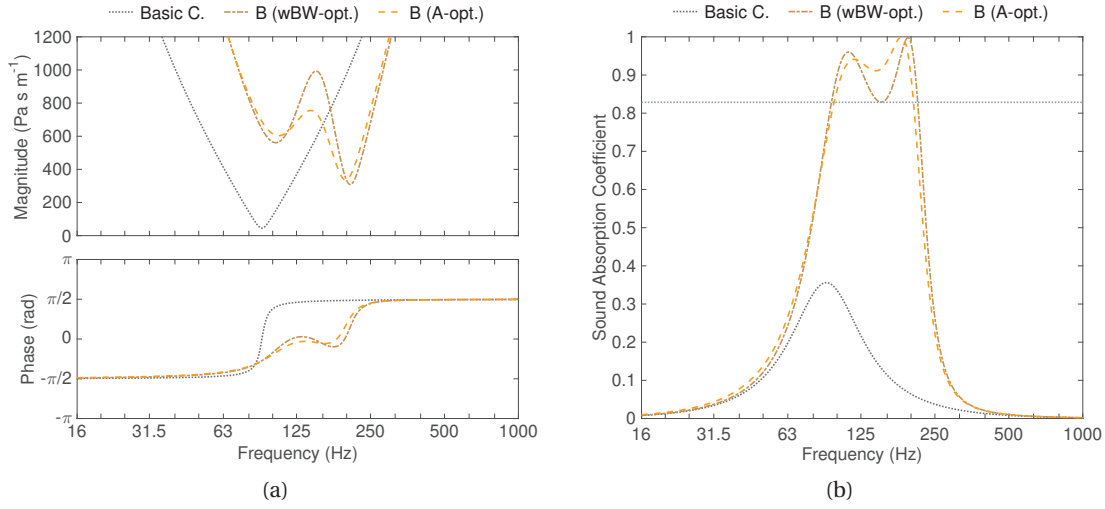 Basic C. B (wBW-opt.) B (A-opt.)
1200
1000
800
600
400
200
0
Magnitude (Pa s m⁻¹)
π
π/2
0
-π/2
-π
Phase (rad)
16 31.5 63 125 250 500 1000
Frequency (Hz)
(a)
Basic C. B (wBW-opt.) B (A-opt.)
1
0.9
0.8
0.7
0.6
0.5
0.4
0.3
0.2
0.1
0
Sound Absorption Coefficient
16 31.5 63 125 250 500 1000
Frequency (Hz)
(b)